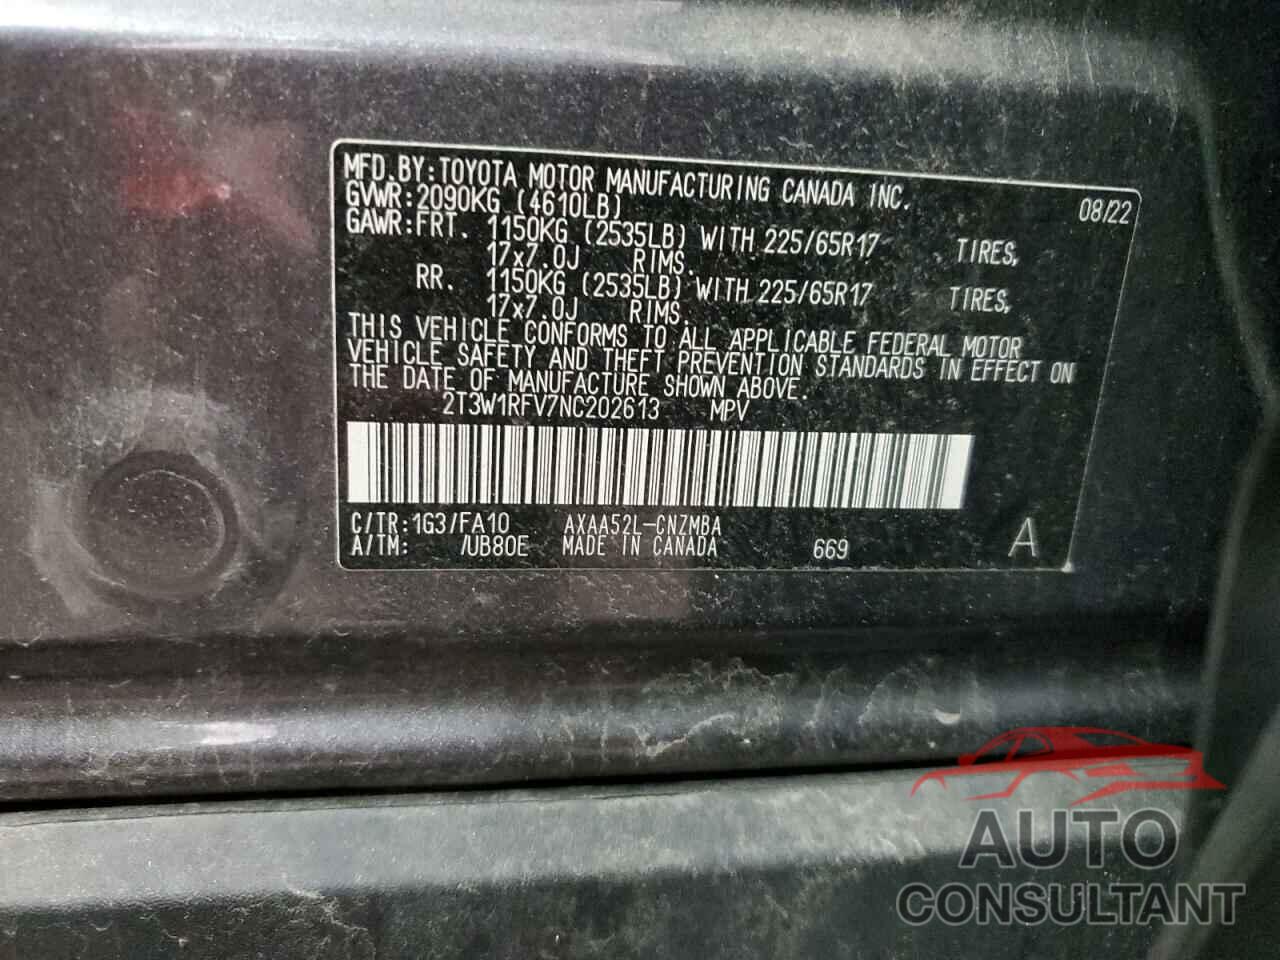 MFD.BY:TOYOTA MOTOR MANUFACTURING CANADA INC.
GVWR:2090KG (4610LB) 08/22
GAWR:FRT. 1150KG (2535LB) WITH 225/65R17 TIRES,
17x7.0J RIMS.
RR. 1150KG (2535LB) WITH 225/65R17 TIRES,
17x7.0J RIMS.
THIS VEHICLE CONFORMS TO ALL APPLICABLE FEDERAL MOTOR
VEHICLE SAFETY AND THEFT PREVENTION STANDARDS IN EFFECT ON
THE DATE OF MANUFACTURE SHOWN ABOVE.
2T3W1RFV7NC202613 MPV
C/TR:1G3/FA10 AXAA52L-CNZMBA
A/TM: /UB80E MADE IN CANADA 669 A
AUTO
CONSULTANT